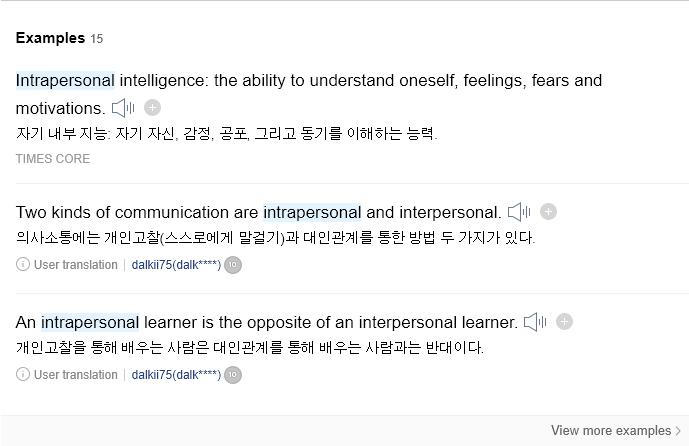 Examples 15
Intrapersonal intelligence: the ability to understand oneself, feelings, fears and
motivations.
자기 내부 지능: 자기 자신, 감정, 공포, 그리고 동기를 이해하는 능력.
TIMES CORE
Two kinds of communication are intrapersonal and interpersonal.
의사소통에는 개인고찰(스스로에게 말걸기)과 대인관계를 통한 방법 두 가지가 있다.
User translation dalkii75(dalk****) 10
An intrapersonal learner is the opposite of an interpersonal learner.
개인고찰을 통해 배우는 사람은 대인관계를 통해 배우는 사람과는 반대이다.
User translation dalkii75(dalk****) 10
View more examples